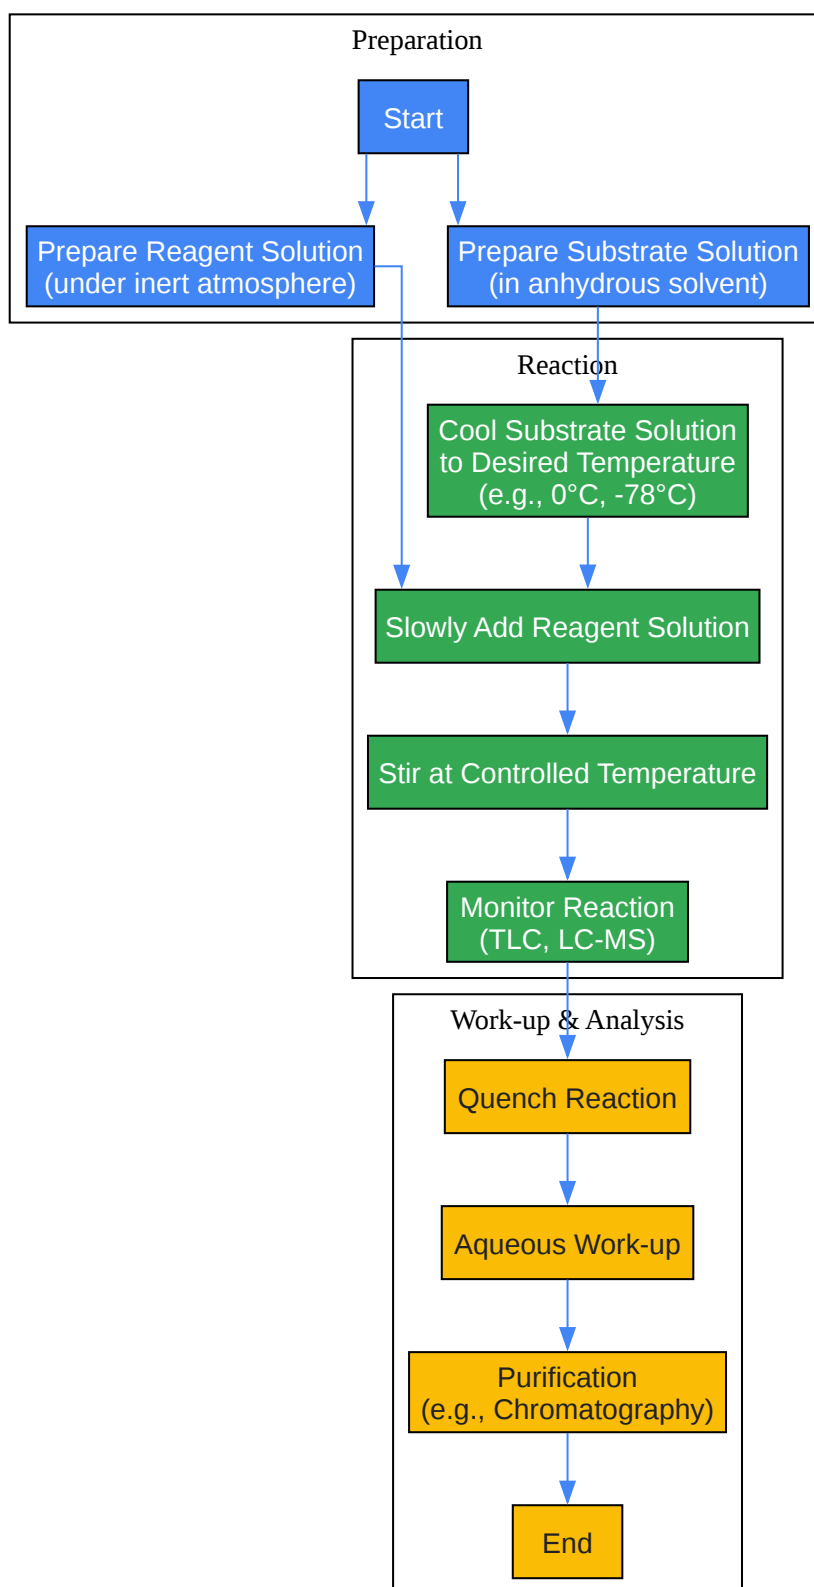 Preparation
Start
Prepare Reagent Solution
(under inert atmosphere)
Prepare Substrate Solution
(in anhydrous solvent)
Reaction
Cool Substrate Solution
to Desired Temperature
(e.g., 0°C, -78°C)
Slowly Add Reagent Solution
Stir at Controlled Temperature
Monitor Reaction
(TLC, LC-MS)
Work-up & Analysis
Quench Reaction
Aqueous Work-up
Purification
(e.g., Chromatography)
End